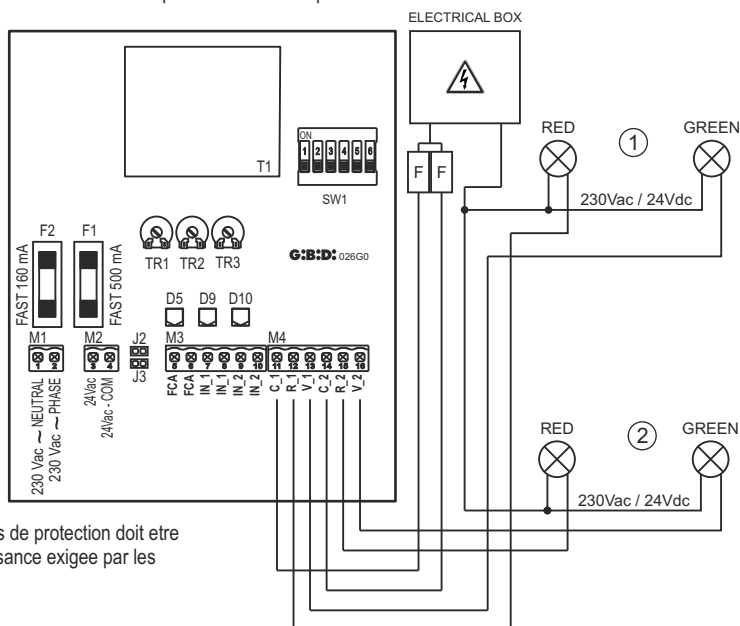 ELECTRICAL BOX
RED
1
GREEN
230Vac / 24Vdc
F F
T1
ON
1 2 3 4 5 6
SW1
F2 F1
FAST 160 mA
FAST 500 mA
TR1 TR2 TR3
G:B:D: 026G0
D5 D9 D10
M1 M2 J2 M3 M4
J3
1 2 3 4 5 6 7 8 9 10 11 12 13 14 15 16
230 Vac ~ NEUTRAL
230 Vac ~ PHASE
24Vac
24Vac - COM
FCA
FCA
IN_1
IN_1
IN_2
IN_2
C_1
R_1
V_1
C_2
R_2
V_2
RED
2
GREEN
230Vac / 24Vdc
s de protection doit etre
sance exigee par les